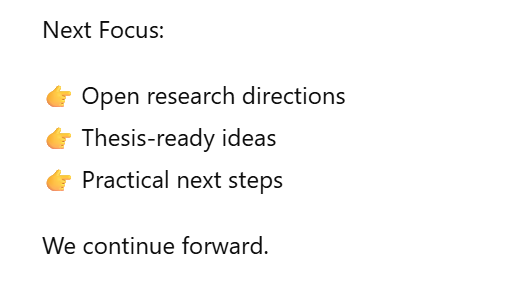 Next Focus:
👉 Open research directions
👉 Thesis-ready ideas
👉 Practical next steps
We continue forward.